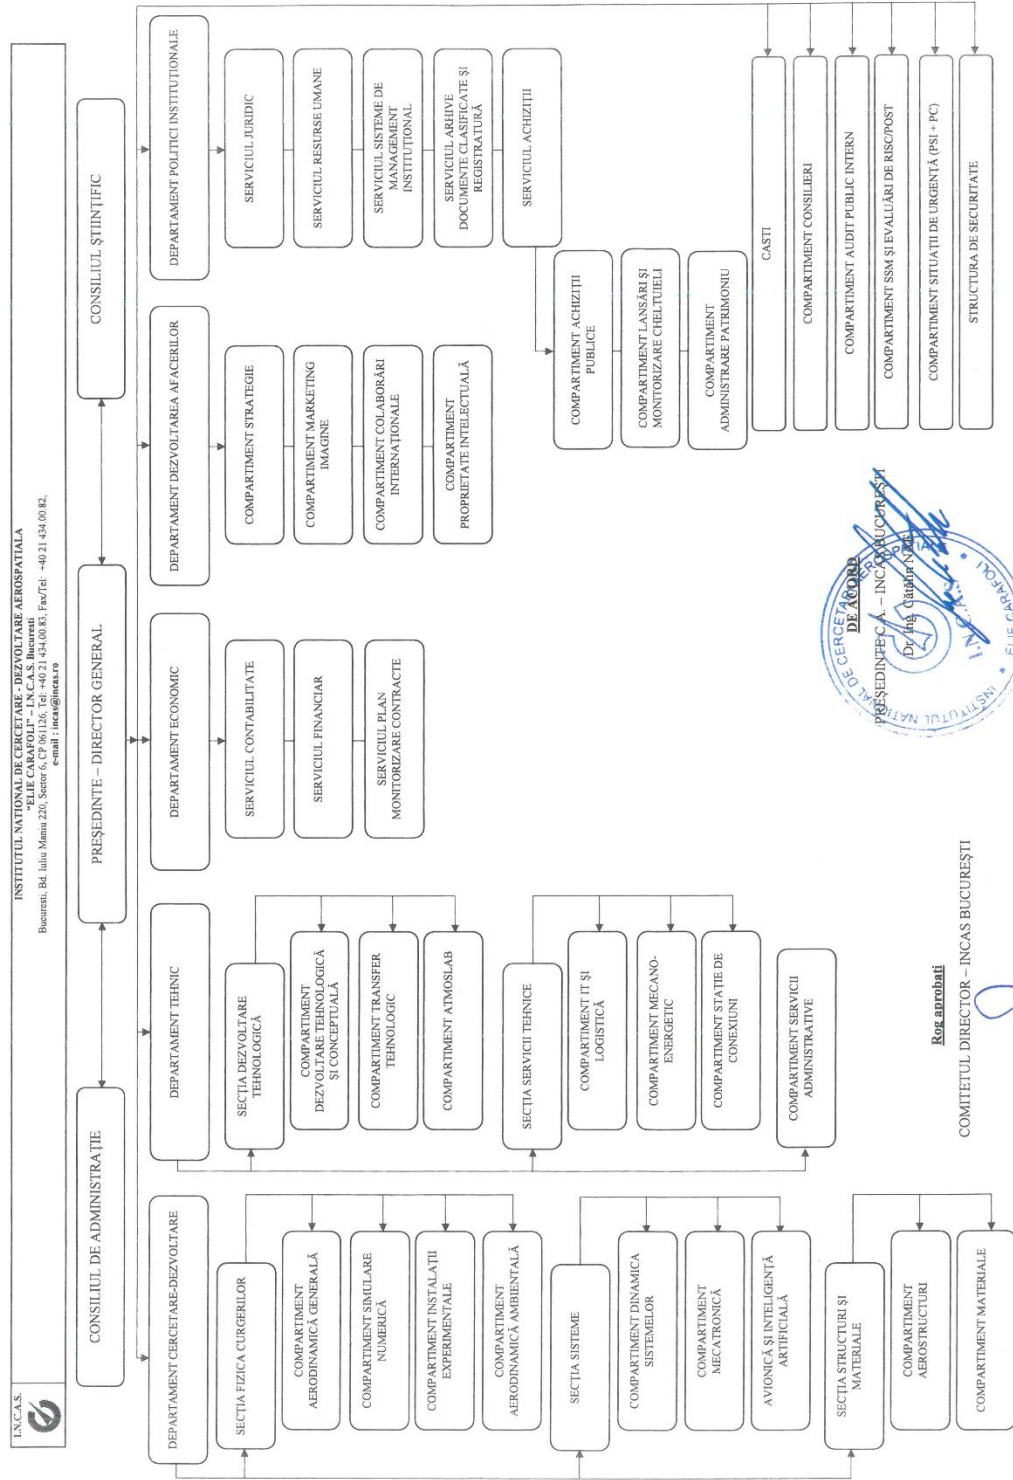 I.N.C.A.S.
INSTITUTUL NATIONAL DE CERCETARE - DEZVOLTARE AEROSPATIALA
"ELIE CARAFOLI" – I.N.C.A.S. Bucuresti
Bucuresti, Bd. Iuliu Maniu 220, Sector 6, CP 061126, Tel: +40 21 434.00.83, Fax/Tel: +40 21 434.00.82,
e-mail : incas@incas.ro
CONSILIUL DE ADMINISTRAȚIE
PREȘEDINTE – DIRECTOR GENERAL
CONSILIUL ȘTIINȚIFIC
DEPARTAMENT CERCETARE-DEZVOLTARE
SECȚIA FIZICA CURGERILOR
COMPARTIMENT
AERODINAMICĂ GENERALĂ
COMPARTIMENT SIMULARE
NUMERICĂ
COMPARTIMENT INSTALAȚII
EXPERIMENTALE
COMPARTIMENT
AERODINAMICĂ AMBIENTALĂ
SECȚIA SISTEME
COMPARTIMENT DINAMICA
SISTEMELOR
COMPARTIMENT
MECATRONICĂ
AVIONICĂ ȘI INTELIGENȚĂ
ARTIFICIALĂ
SECȚIA STRUCTURI ȘI
MATERIALE
COMPARTIMENT
AEROSTRUCTURI
COMPARTIMENT MATERIALE
DEPARTAMENT TEHNIC
SECȚIA DEZVOLTARE
TEHNOLOGICĂ
COMPARTIMENT
DEZVOLTARE TEHNOLOGICĂ
ȘI CONCEPTUALĂ
COMPARTIMENT TRANSFER
TEHNOLOGIC
COMPARTIMENT ATMOSLAB
SECȚIA SERVICII TEHNICE
COMPARTIMENT IT ȘI
LOGISTICĂ
COMPARTIMENT MECANO-
ENERGETIC
COMPARTIMENT STAȚIE DE
CONEXIUNI
COMPARTIMENT SERVICII
ADMINISTRATIVE
DEPARTAMENT ECONOMIC
SERVICIUL CONTABILITATE
SERVICIUL FINANCIAR
SERVICIUL PLAN
MONITORIZARE CONTRACTE
DEPARTAMENT DEZVOLTAREA AFACERILOR
COMPARTIMENT STRATEGIE
COMPARTIMENT MARKETING
IMAGINE
COMPARTIMENT COLABORĂRI
INTERNAȚIONALE
COMPARTIMENT
PROPRIETATE INTELECTUALĂ
DEPARTAMENT POLITICI INSTITUȚIONALE
SERVICIUL JURIDIC
SERVICIUL RESURSE UMANE
SERVICIUL SISTEME DE
MANAGEMENT
INSTITUȚIONAL
SERVICIUL ARHIVE
DOCUMENTE CLASIFICATE ȘI
REGISTRATURĂ
SERVICIUL ACHIZIȚII
COMPARTIMENT ACHIZIȚII
PUBLICE
COMPARTIMENT LANSĂRI ȘI
MONITORIZARE CHELTUIELI
COMPARTIMENT
ADMINISTRARE PATRIMONIU
CASTI
COMPARTIMENT CONSILIERI
COMPARTIMENT AUDIT PUBLIC INTERN
COMPARTIMENT SSM ȘI EVALUĂRI DE RISC/POST
COMPARTIMENT SITUAȚII DE URGENȚĂ (PSI + PC)
STRUCTURA DE SECURITATE
Rog aprobati
COMITETUL DIRECTOR – INCAS BUCUREȘTI
DE ACORD
PREȘEDINTE C.A. – INCAS BUCUREȘTI
Dr. Ing. Cătălin
INSTITUTUL NAȚIONAL DE CERCETARE
* ELIE CARAFOLI *
I.N.C.A.S.